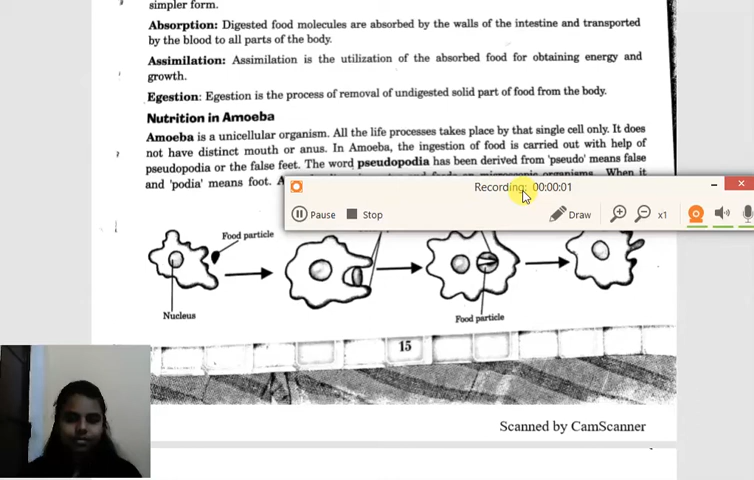 simpler form.
Absorption: Digested food molecules are absorbed by the walls of the intestine and transported
by the blood to all parts of the body.
Assimilation: Assimilation is the utilization of the absorbed food for obtaining energy and
growth.
Egestion: Egestion is the process of removal of undigested solid part of food from the body.
Nutrition in Amoeba
Amoeba is a unicellular organism. All the life processes takes place by that single cell only. It does
not have distinct mouth or anus. In Amoeba, the ingestion of food is carried out with help of
pseudopodia or the false feet. The word pseudopodia has been derived from 'pseudo' means false
and 'podia' means foot. When it
Recording: 00:00:01
Pause Stop Draw x1
Food particle
Nucleus
Food particle
15
Scanned by CamScanner